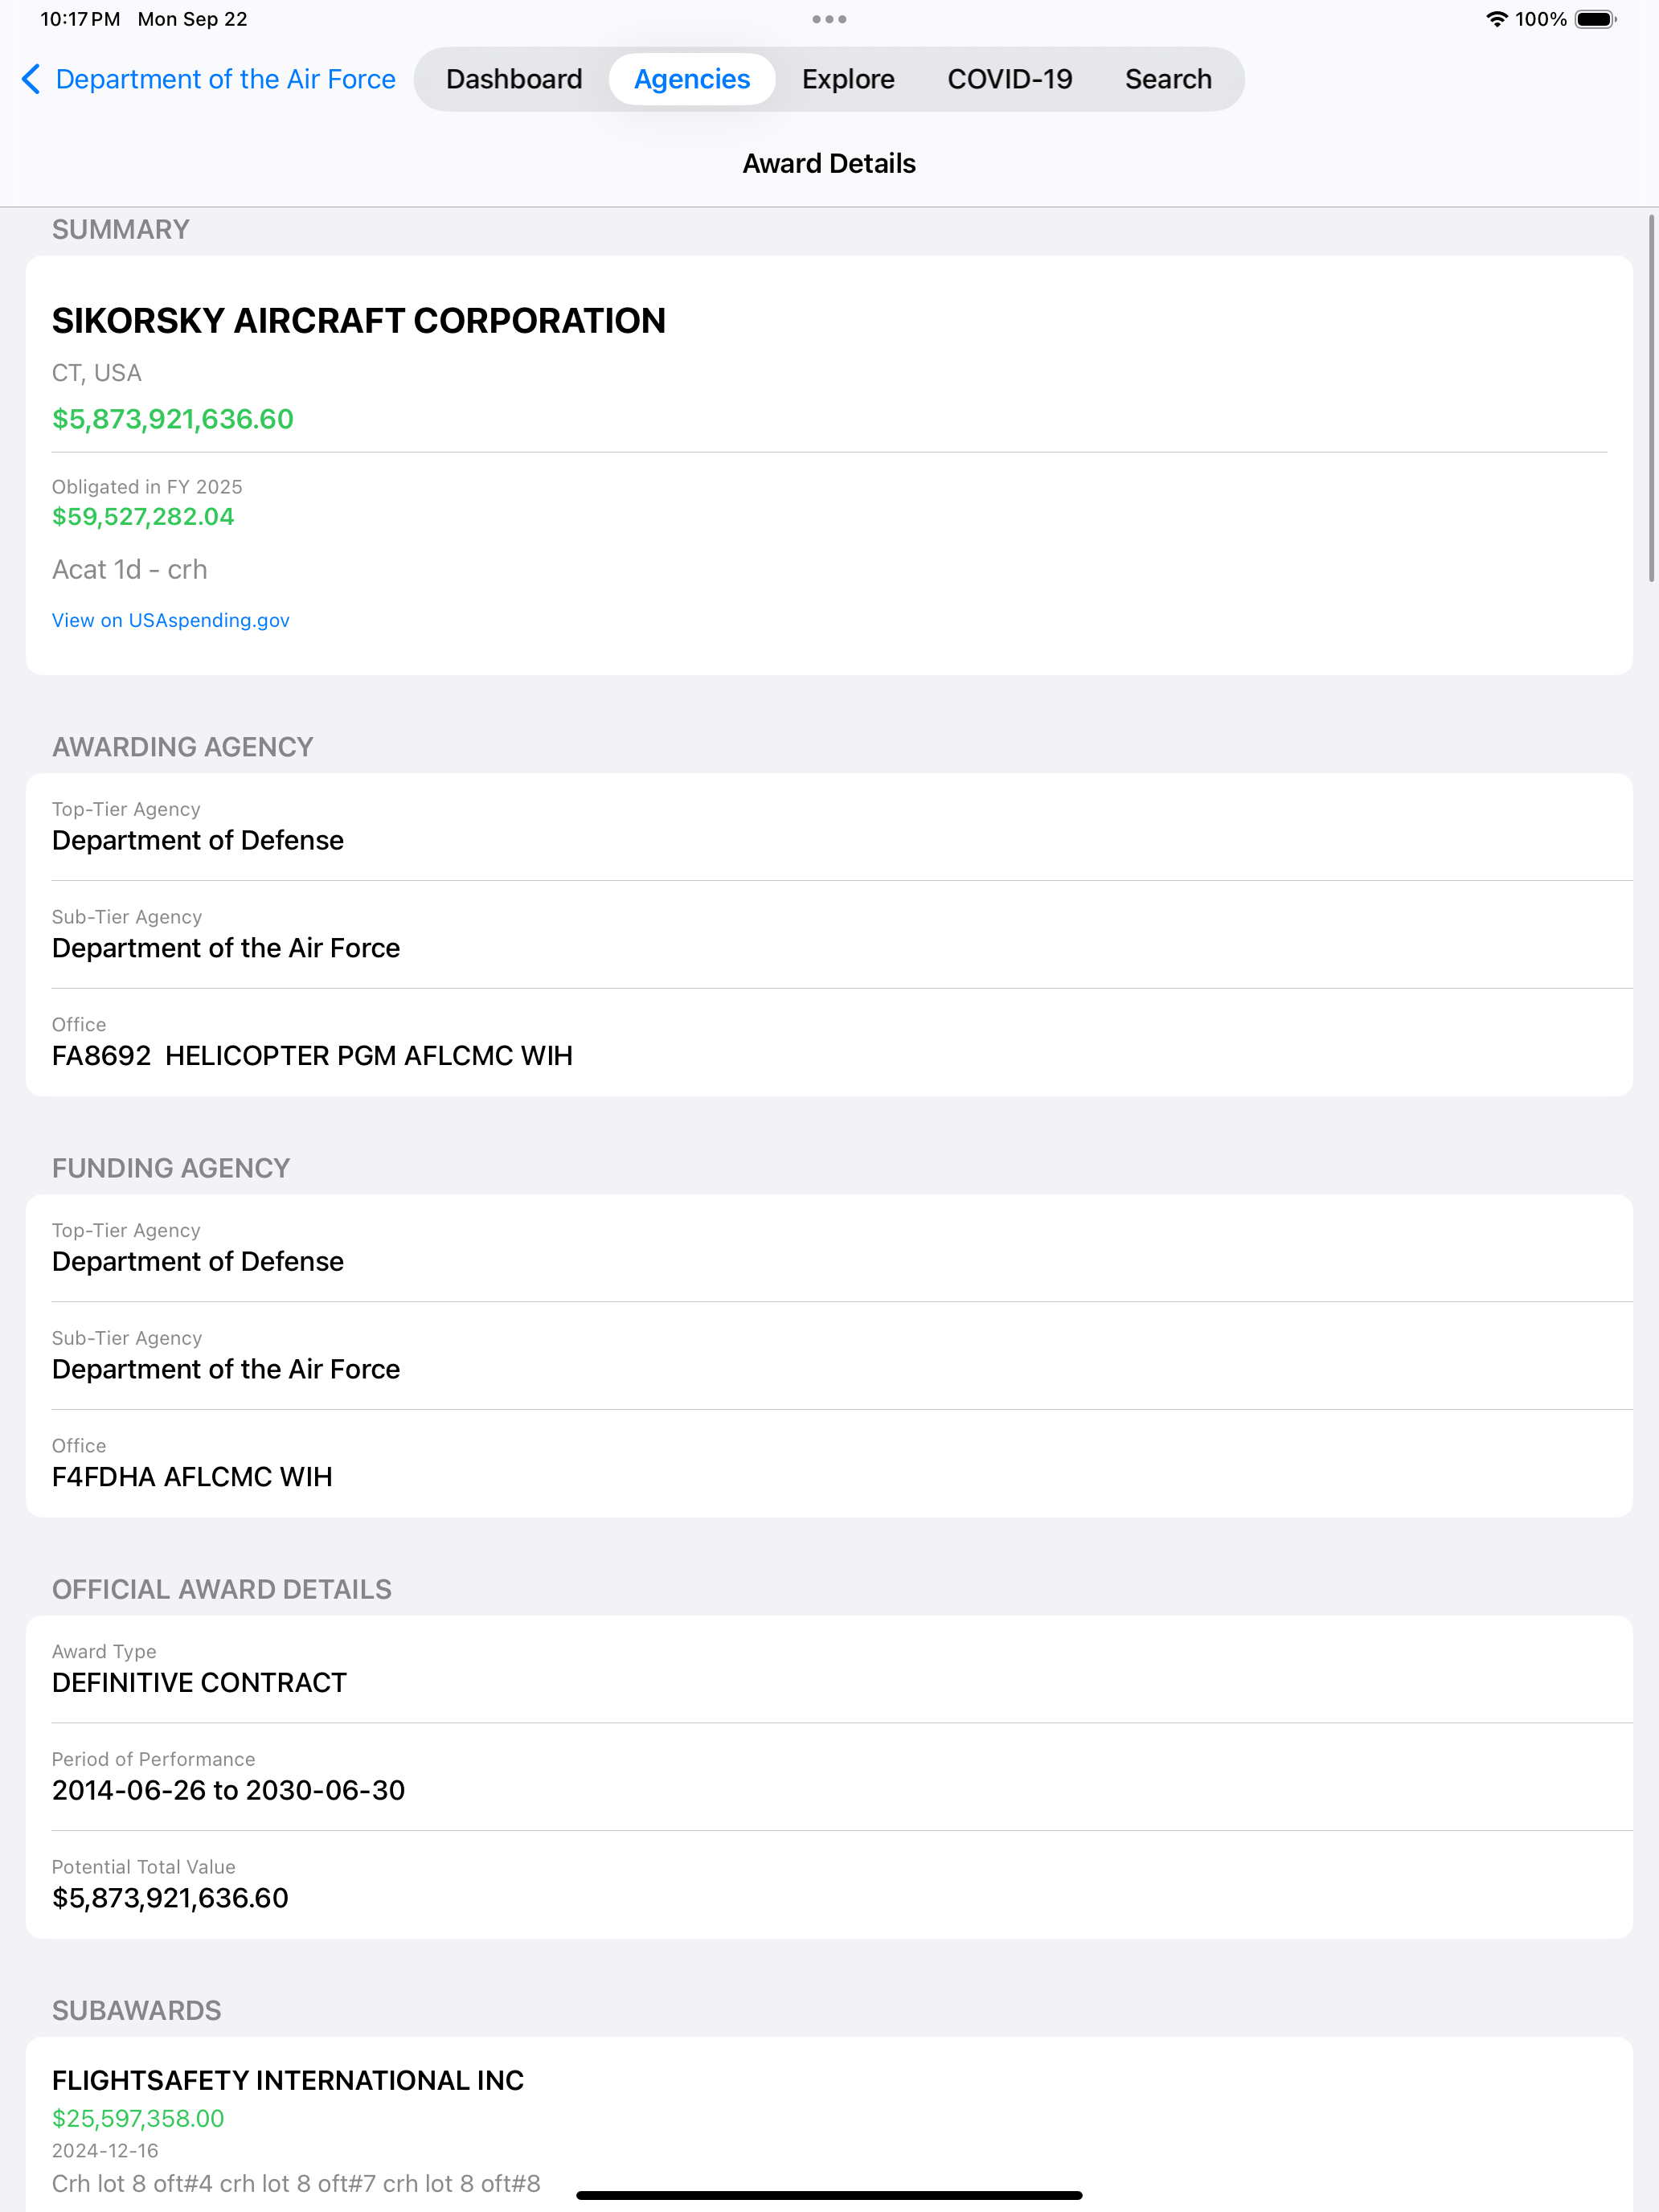 10:17 PM Mon Sep 22
100%
Department of the Air Force
Dashboard Agencies Explore COVID-19 Search
Award Details
SUMMARY
SIKORSKY AIRCRAFT CORPORATION
CT, USA
$5,873,921,636.60
Obligated in FY 2025
$59,527,282.04
Acat 1d - crh
View on USAspending.gov
AWARDING AGENCY
Top-Tier Agency
Department of Defense
Sub-Tier Agency
Department of the Air Force
Office
FA8692  HELICOPTER PGM AFLCMC WIH
FUNDING AGENCY
Top-Tier Agency
Department of Defense
Sub-Tier Agency
Department of the Air Force
Office
F4FDHA AFLCMC WIH
OFFICIAL AWARD DETAILS
Award Type
DEFINITIVE CONTRACT
Period of Performance
2014-06-26 to 2030-06-30
Potential Total Value
$5,873,921,636.60
SUBAWARDS
FLIGHTSAFETY INTERNATIONAL INC
$25,597,358.00
2024-12-16
Crh lot 8 oft#4 crh lot 8 oft#7 crh lot 8 oft#8